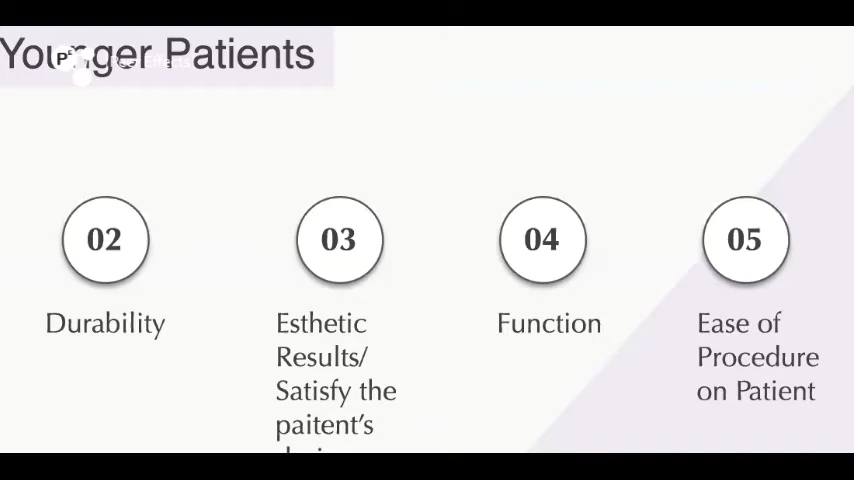 Younger Patients
02
03
04
05
Durability
Esthetic
Results/
Satisfy the
paitent's
Function
Ease of
Procedure
on Patient